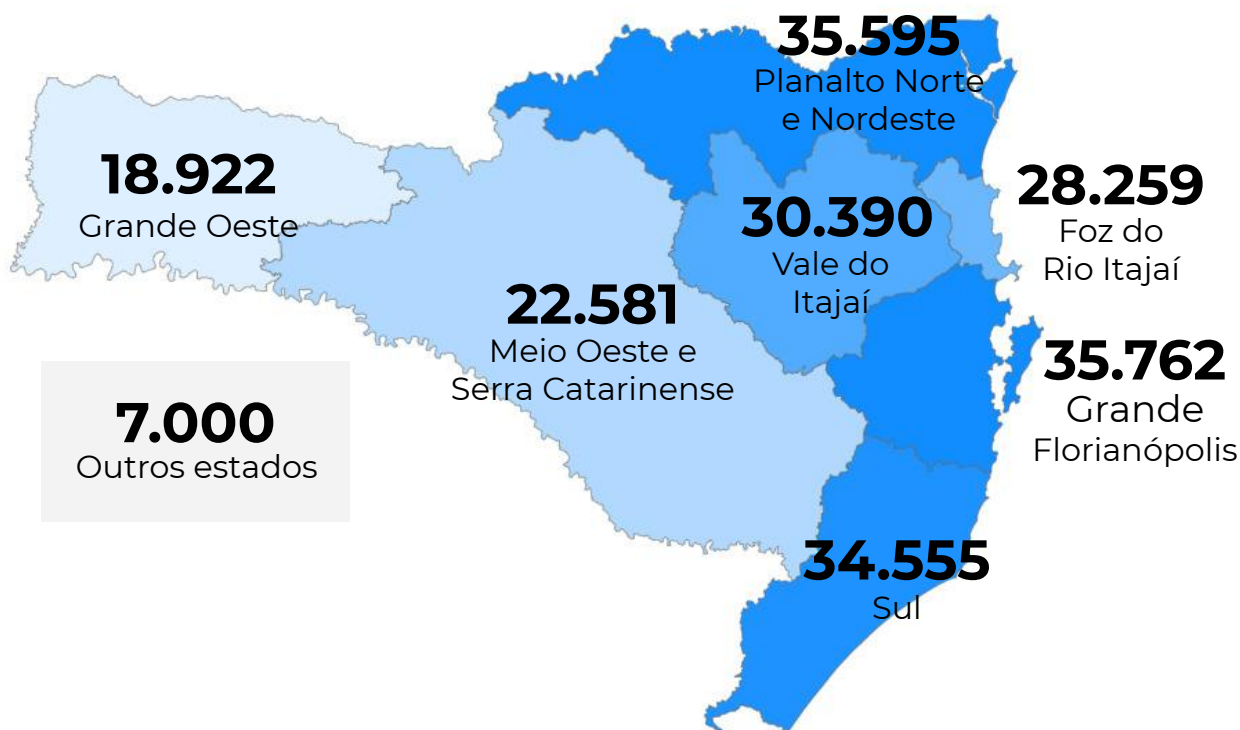 35.595
Planalto Norte
e Nordeste
18.922
Grande Oeste
28.259
Foz do
Rio Itajaí
30.390
Vale do
Itajaí
22.581
Meio Oeste e
Serra Catarinense
35.762
Grande
Florianópolis
7.000
Outros estados
34.555
Sul